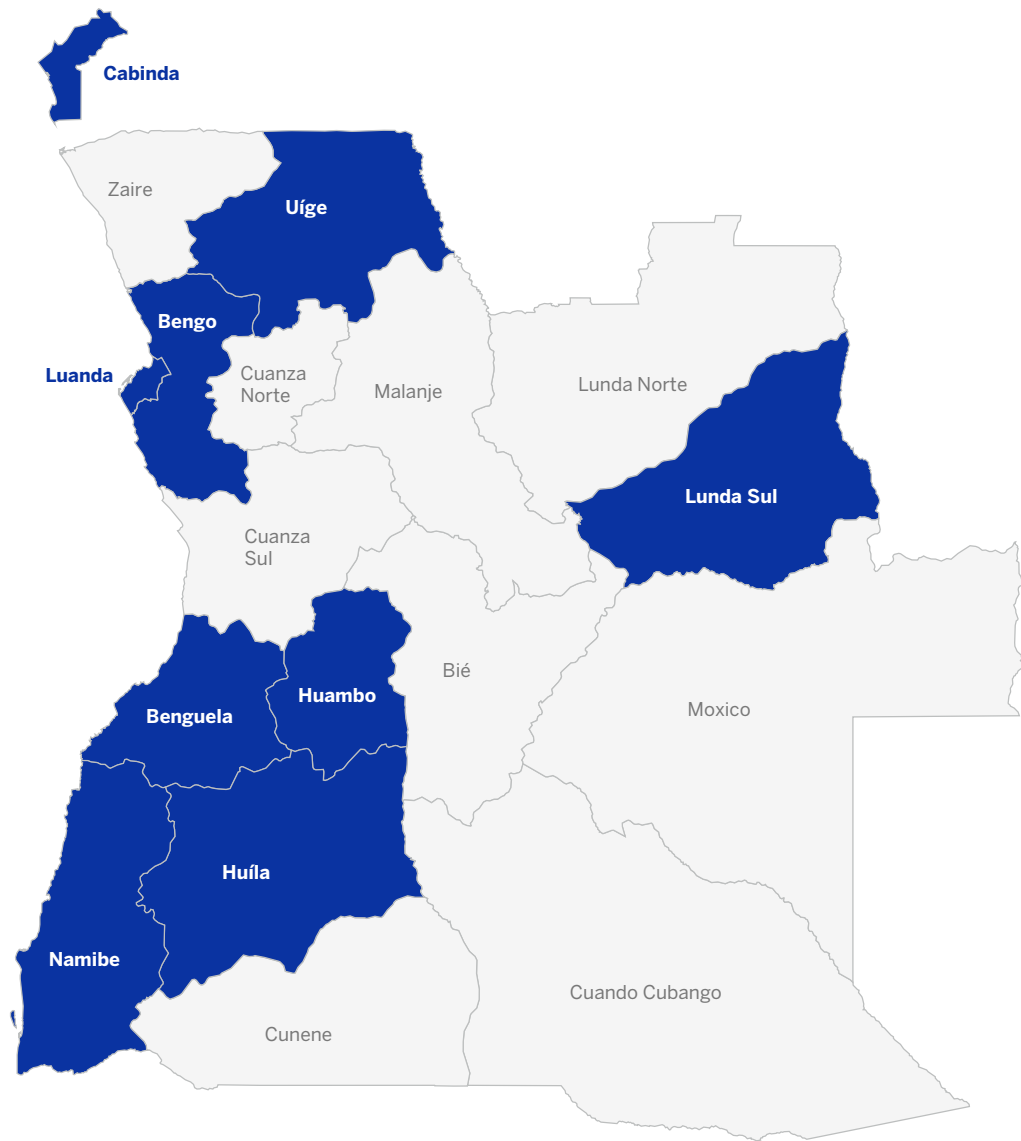 Cabinda
Zaire
Uíge
Bengo
Luanda
Cuanza
Norte
Malanje
Lunda Norte
Lunda Sul
Cuanza
Sul
Bié
Huambo
Benguela
Moxico
Huíla
Namibe
Cuando Cubango
Cunene